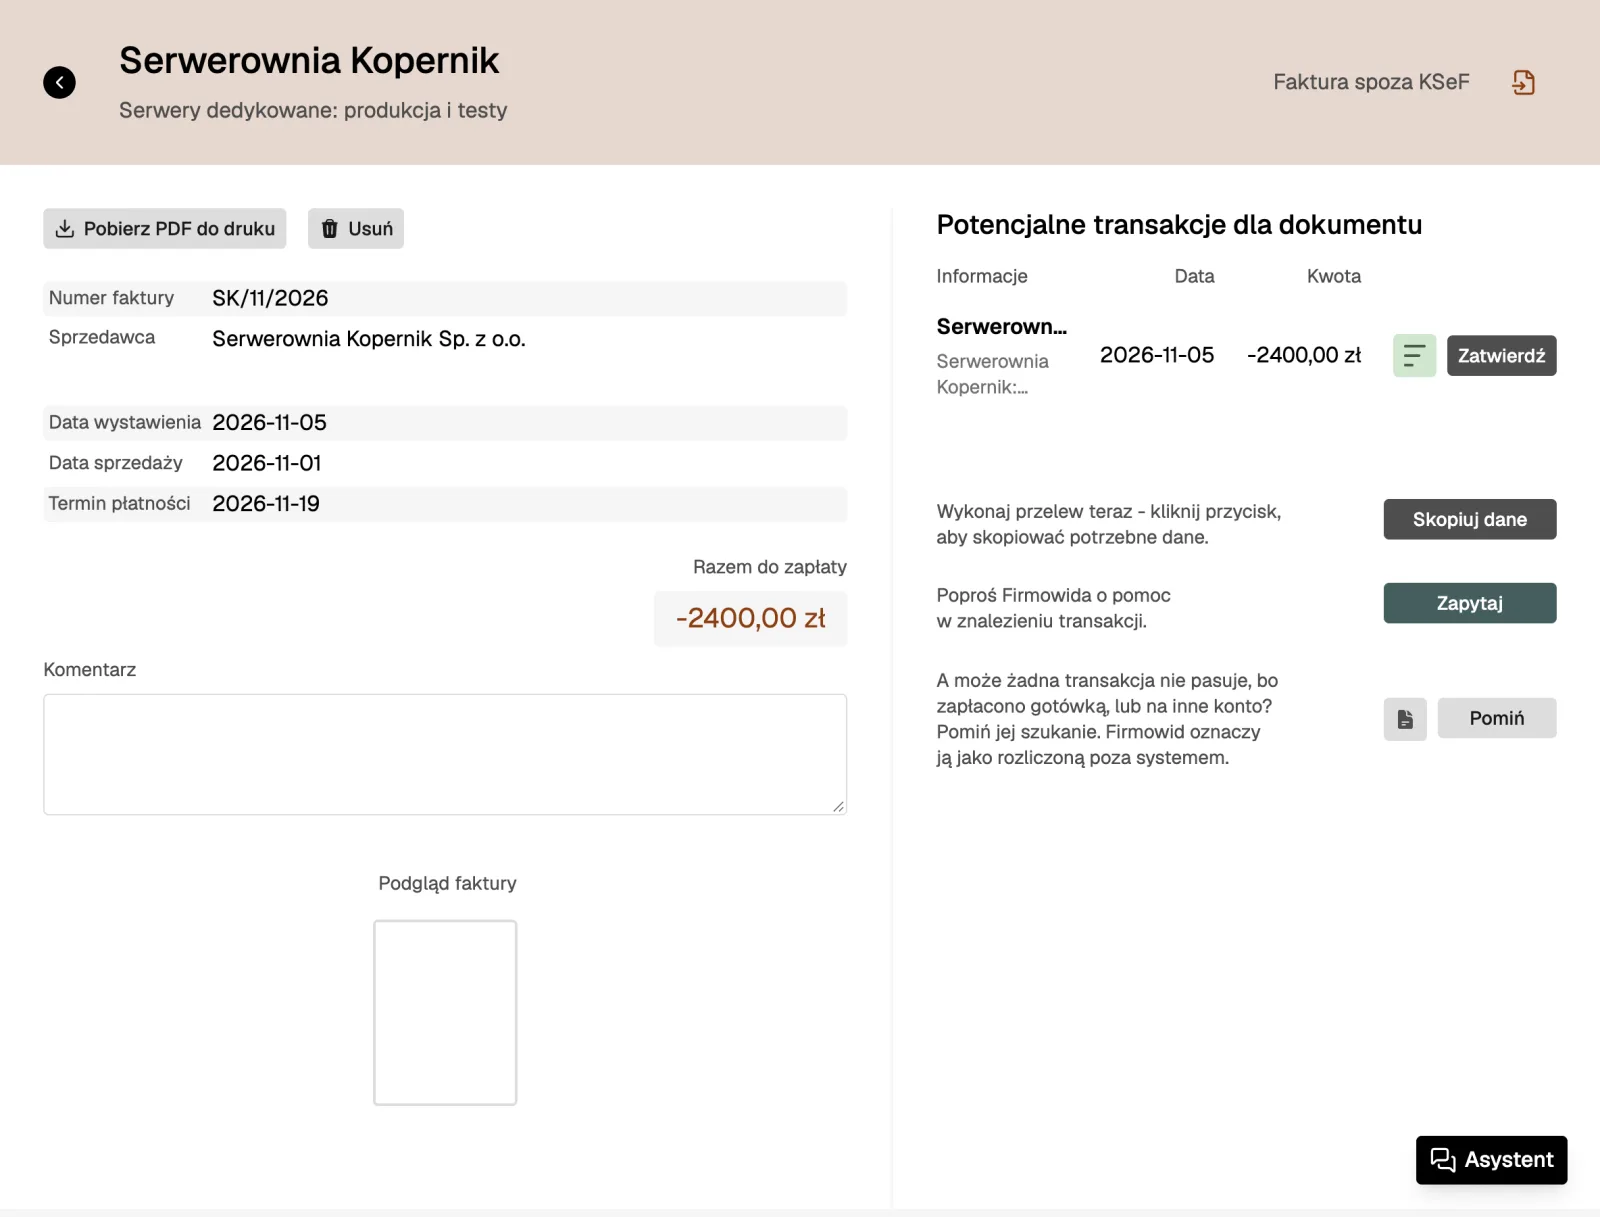 Serwerownia Kopernik
Serwery dedykowane: produkcja i testy
Faktura spoza KSeF
Pobierz PDF do druku
Usuń
Numer faktury SK/11/2026
Sprzedawca Serwerownia Kopernik Sp. z o.o.
Data wystawienia 2026-11-05
Data sprzedaży 2026-11-01
Termin płatności 2026-11-19
Razem do zapłaty
-2400,00 zł
Komentarz
Podgląd faktury
Potencjalne transakcje dla dokumentu
Informacje Data Kwota
Serwerown...
Serwerownia
Kopernik:...
2026-11-05 -2400,00 zł Zatwierdź
Wykonaj przelew teraz - kliknij przycisk,
aby skopiować potrzebne dane.
Skopiuj dane
Poproś Firmowida o pomoc
w znalezieniu transakcji.
Zapytaj
A może żadna transakcja nie pasuje, bo
zapłacono gotówką, lub na inne konto?
Pomiń jej szukanie. Firmowid oznaczy
ją jako rozliczoną poza systemem.
Pomiń
Asystent